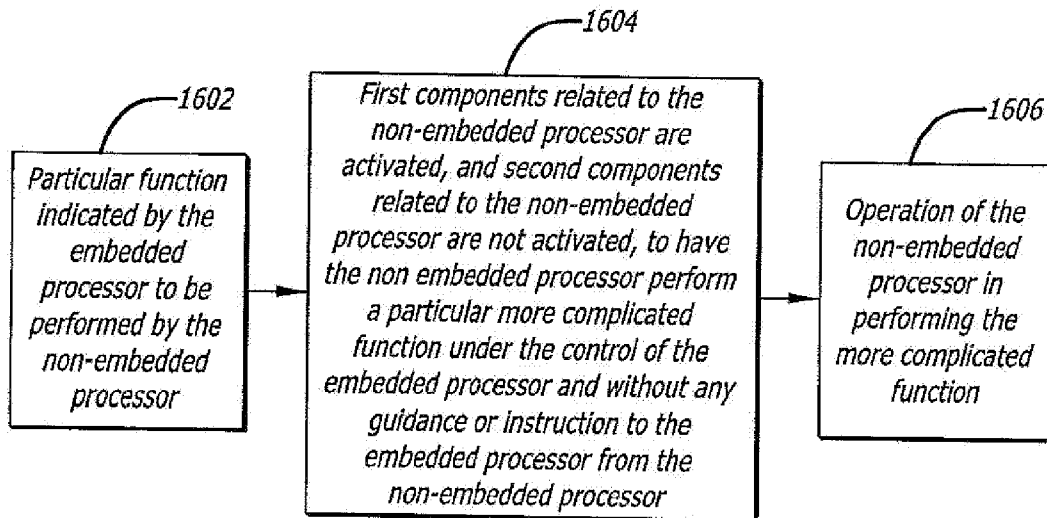 1602
Particular function
indicated by the
embedded
processor to be
performed by the
non-embedded
processor
1604
First components related to the
non-embedded processor are
activated, and second components
related to the non-embedded
processor are not activated, to have
the non embedded processor perform
a particular more complicated
function under the control of the
embedded processor and without any
guidance or instruction to the
embedded processor from the
non-embedded processor
1606
Operation of the
non-embedded
processor in
performing the
more complicated
function